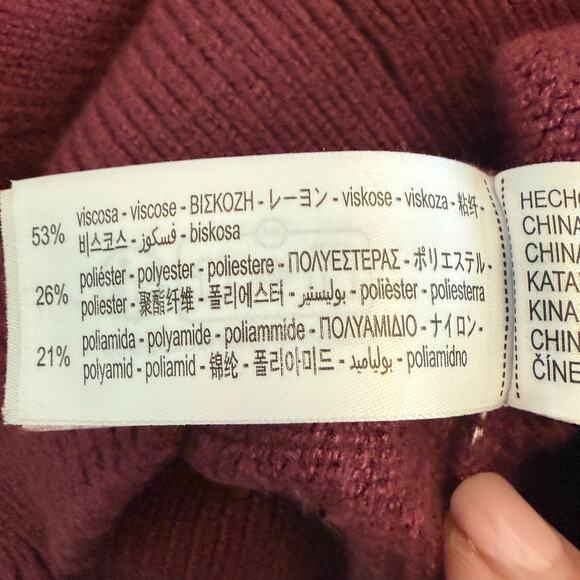 53% viscosa - viscose - ΒΙΣΚΟΖΗ - レーヨン - viskose - viskoza - 粘纤 -
비스코스 - فسكوز - biskosa
26% poliéster - polyester - poliestere - ΠΟΛΥΕΣΤΕΡΑΣ - ポリエステル -
poliester - 聚酯纤维 - 폴리에스터 - بوليستير - polièster - poliesterra
21% poliamida - polyamide - poliammide - ΠΟΛΥΑΜΙΔΙΟ - ナイロン -
polyamid - poliamid - 锦纶 - 폴리아미드 - بولياميد - poliamidno
HECHO
CHINA
CHINA
KATA
KINA
CHIN
ČÍNE